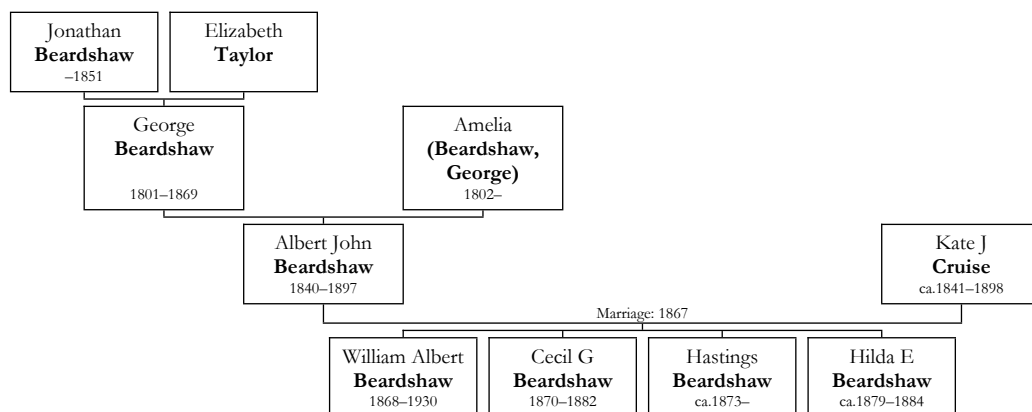 Jonathan
Beardshaw
–1851
Elizabeth
Taylor
George
Beardshaw
1801–1869
Amelia
(Beardshaw,
George)
1802–
Albert John
Beardshaw
1840–1897
Kate J
Cruise
ca.1841–1898
Marriage: 1867
William Albert
Beardshaw
1868–1930
Cecil G
Beardshaw
1870–1882
Hastings
Beardshaw
ca.1873–
Hilda E
Beardshaw
ca.1879–1884